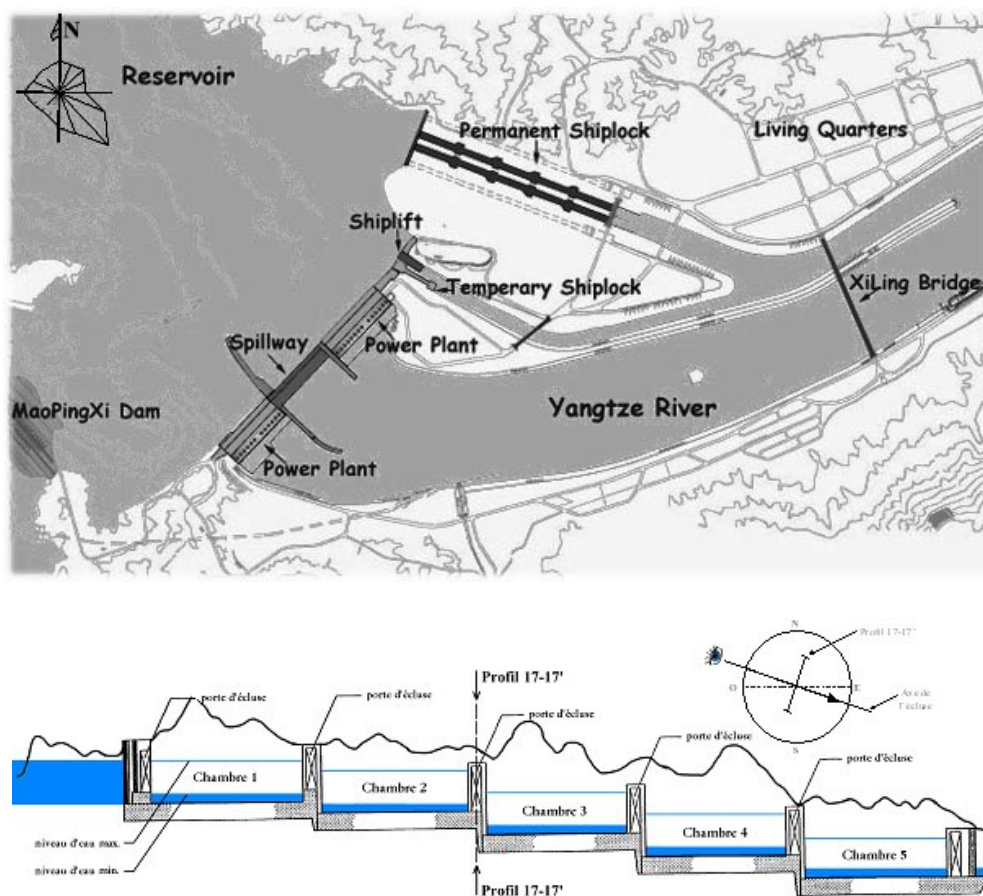 N
Reservoir
Permanent Shiplock
Living Quarters
Shiplift
Temperary Shiplock
XiLing Bridge
Spillway
Power Plant
MaoPingXi Dam
Yangtze River
Power Plant
N
Profil 17-17'
O
E
Axe de
l'écluse
S
Profil 17-17'
porte d'écluse
porte d'écluse
porte d'écluse
porte d'écluse
porte d'écluse
Chambre 1
Chambre 2
Chambre 3
Chambre 4
Chambre 5
niveau d'eau max.
niveau d'eau min.
Profil 17-17'